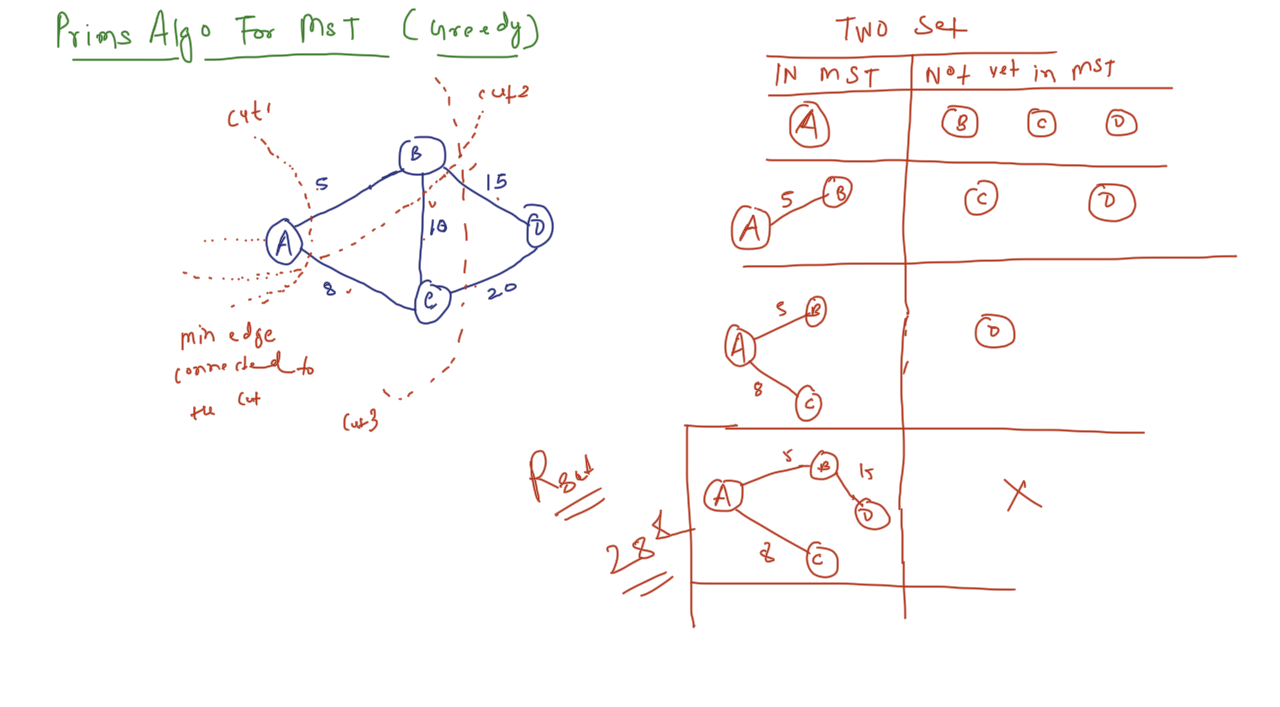 Prims Algo For MST (Greedy)
cut1
cut2
5
B
15
A
10
D
8
C
20
min edge
connected to
the cut
cut3
TWO Set
IN MST
Not yet in MST
A
B C D
A 5 B
C D
A 5 B
8 C
D
A 5 B 15 D
8 C
X
28